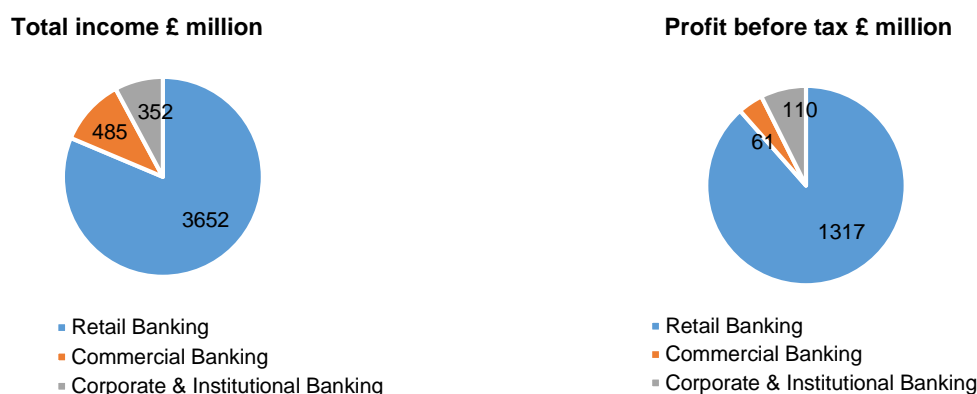 Total income £ million
352
485
3652
Retail Banking
Commercial Banking
Corporate & Institutional Banking
Profit before tax £ million
110
61
1317
Retail Banking
Commercial Banking
Corporate & Institutional Banking